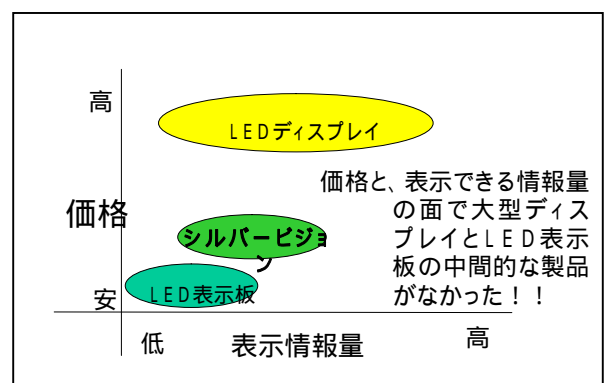 高
LEDディスプレイ
価格と、表示できる情報量
の面で大型ディス
プレイとLED表示
板の中間的な製品
がなかった！！
価格
シルバービジョ
ン
LED表示板
安
低
表示情報量
高